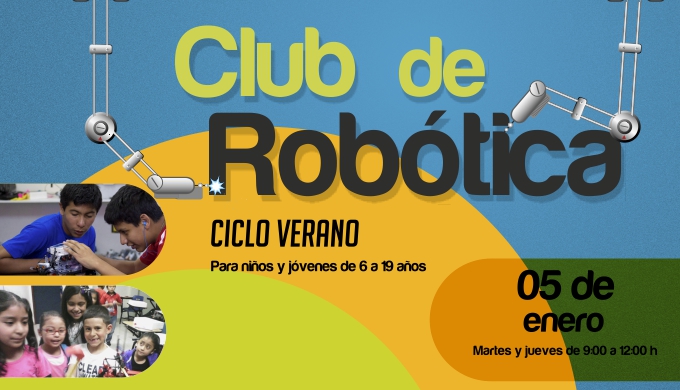 Club de
Robótica
CICLO VERANO
Para niños y jóvenes de 6 a 19 años
05 de
enero
Martes y jueves de 9:00 a 12:00 h